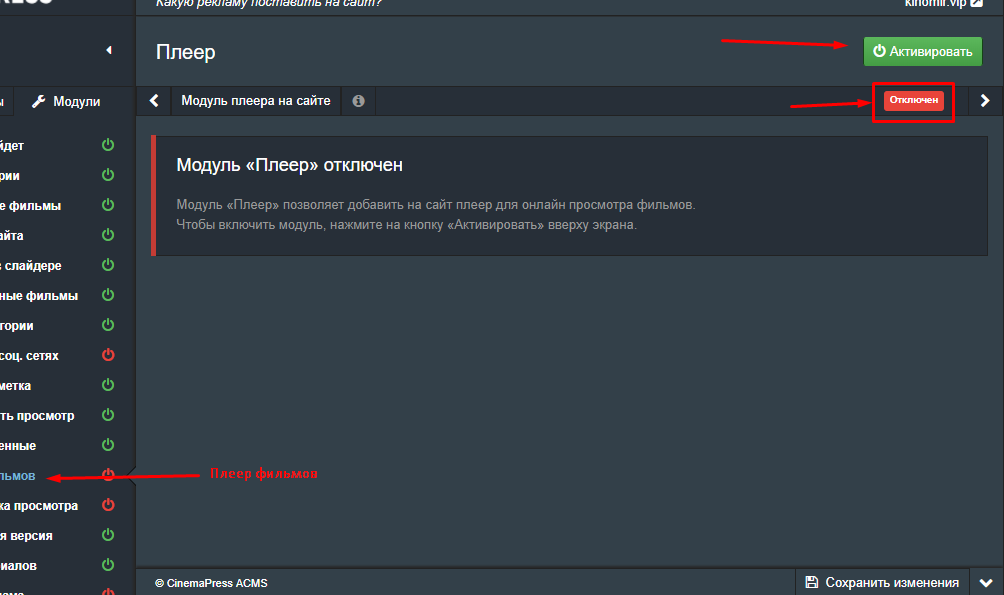 Какую рекламу поставить на сайт?
kinomir.vip
Плеер
Активировать
Модули
Модуль плеера на сайте
Отключен
Модуль «Плеер» отключен
Модуль «Плеер» позволяет добавить на сайт плеер для онлайн просмотра фильмов.
Чтобы включить модуль, нажмите на кнопку «Активировать» вверху экрана.
йдет
рии
е фильмы
айта
в слайдере
ные фильмы
гории
соц. сетях
метка
ть просмотр
енные
льмов
Плеер фильмов
ка просмотра
я версия
риалов
© CinemaPress ACMS
Сохранить изменения